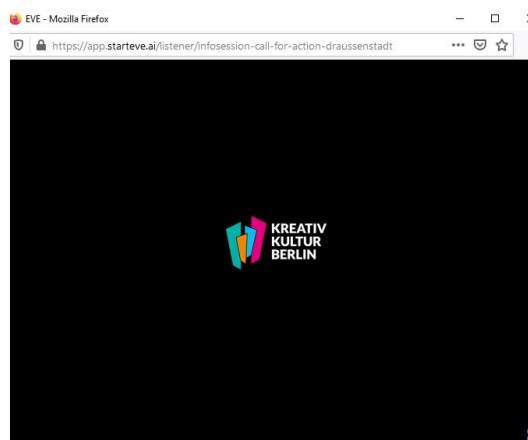 EVE - Mozilla Firefox
https://app.starteve.ai/listener/infosession-call-for-action-draussenstadt
KREATIV
KULTUR
BERLIN